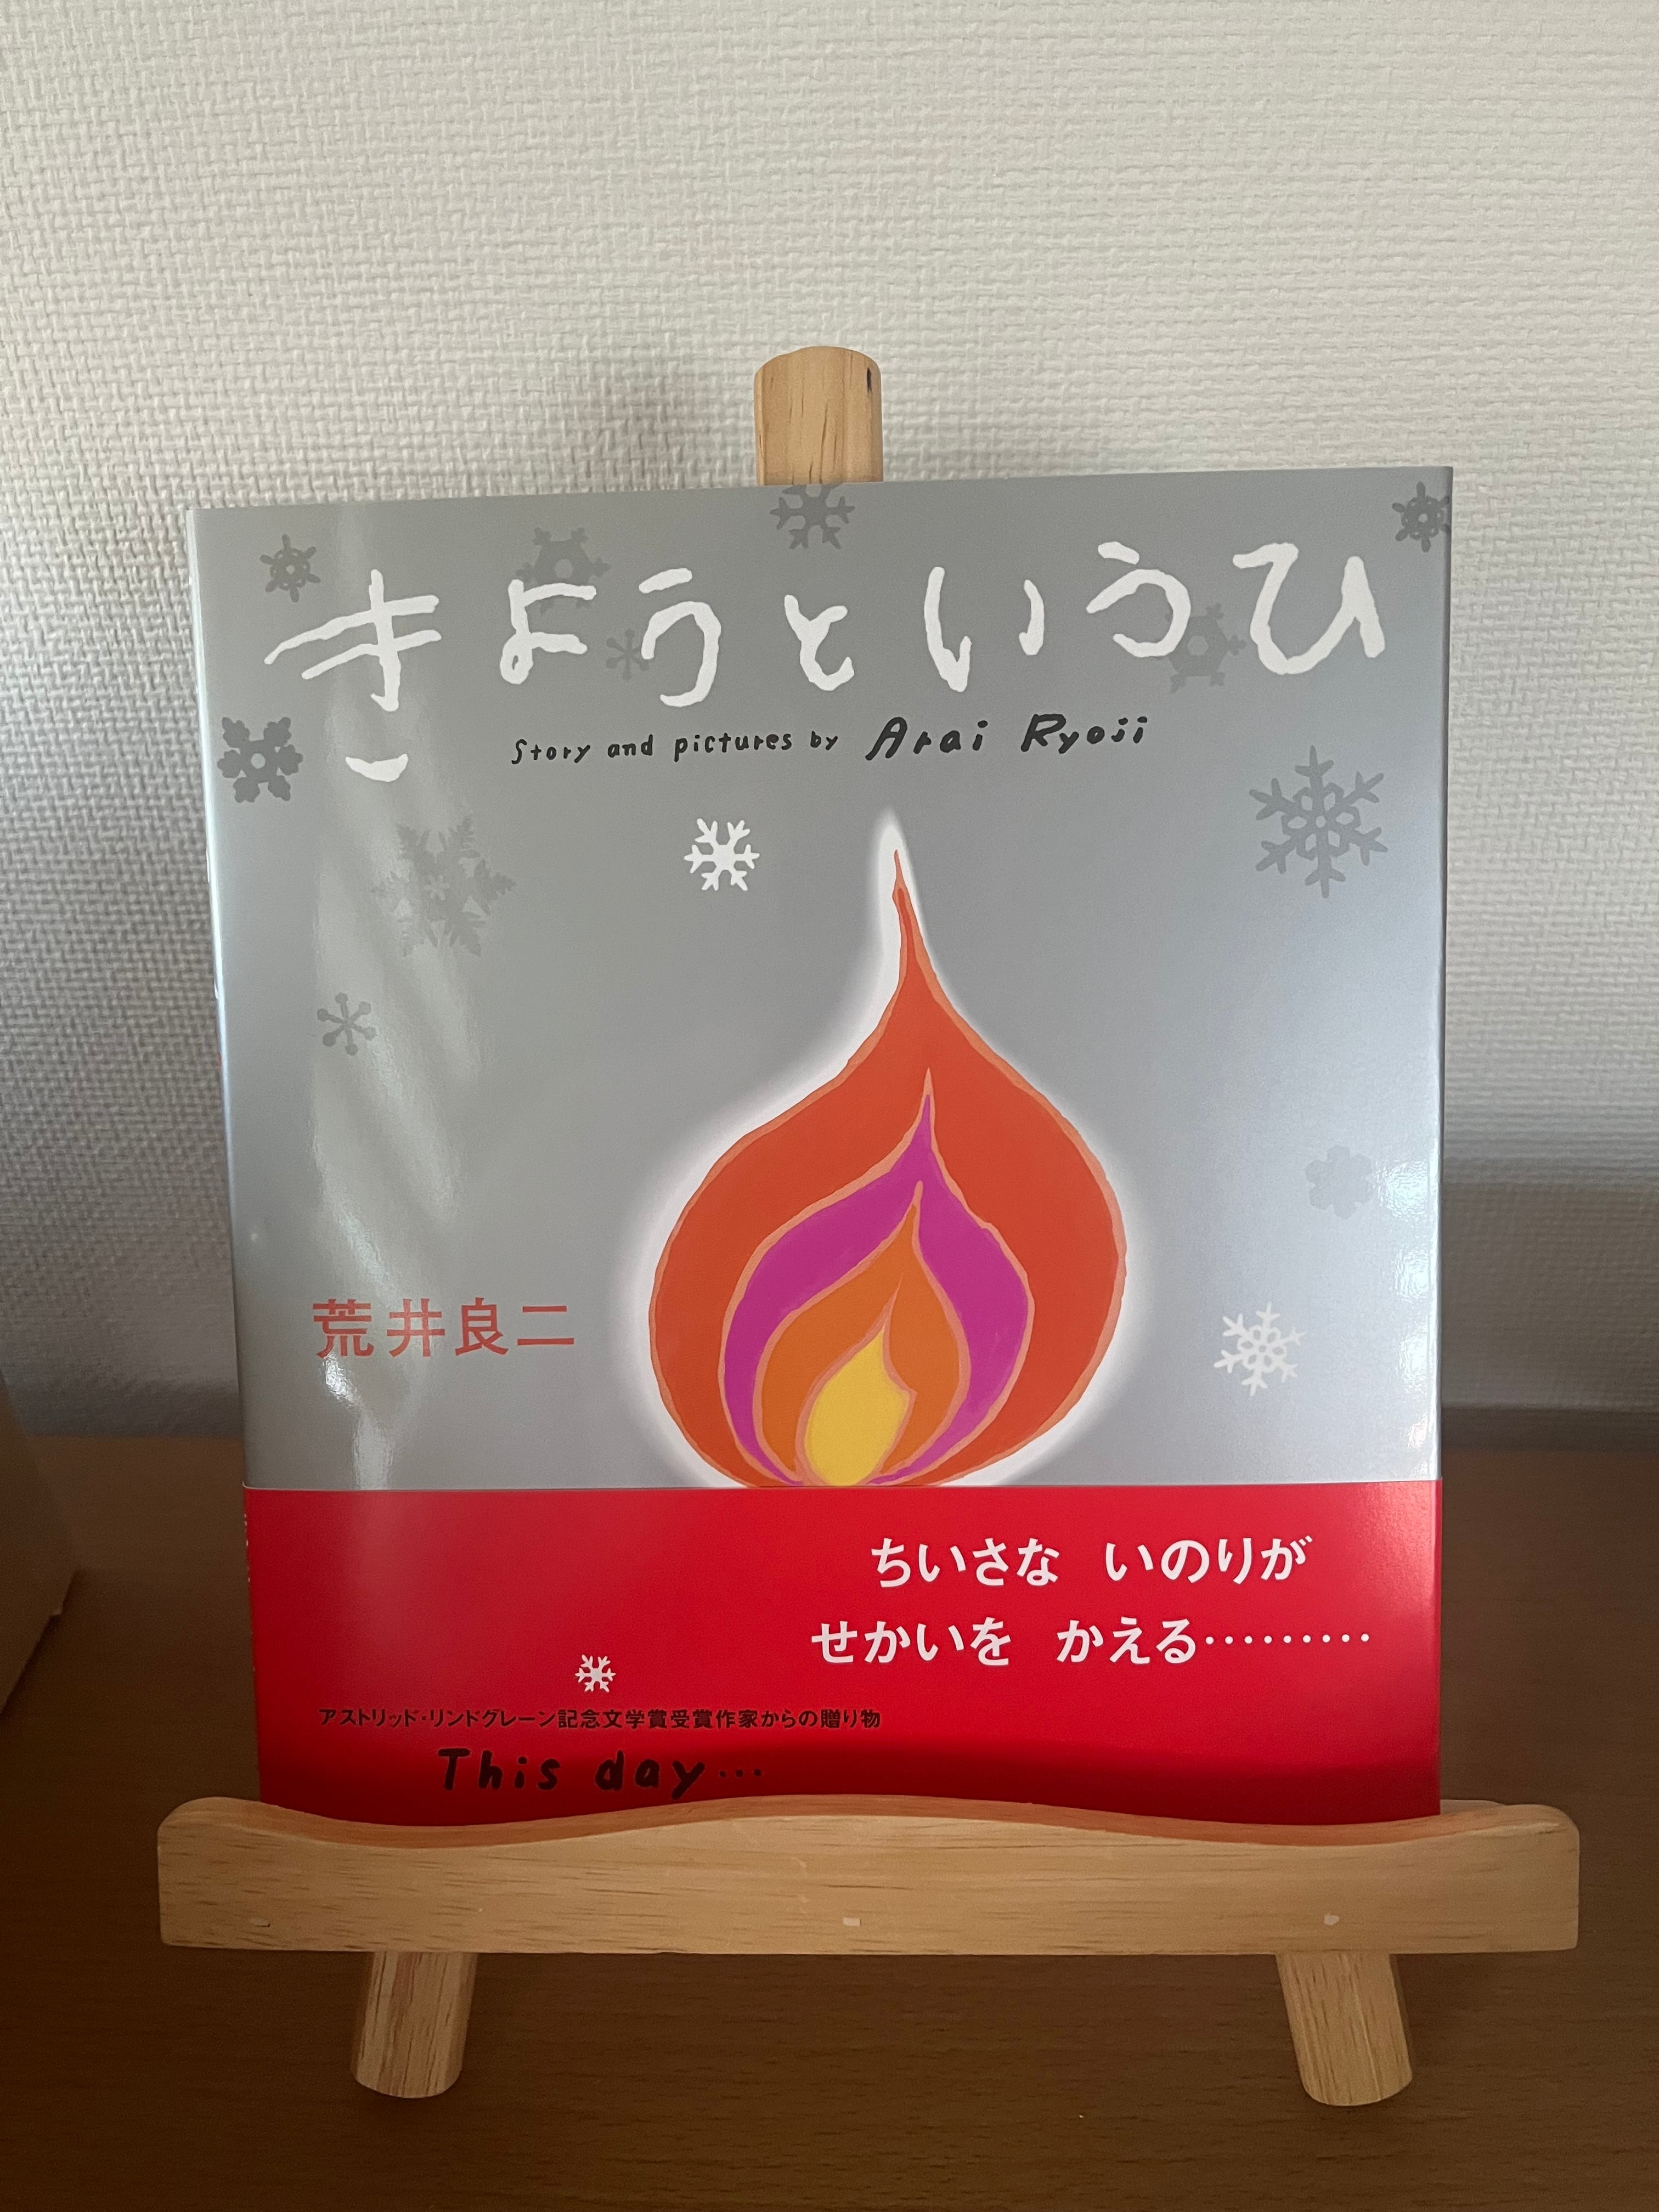 きょうというひ
Story and pictures by Arai Ryoji
荒井良二
ちいさな いのりが
せかいを かえる………
アストリッド・リンドグレーン記念文学賞受賞作家からの贈り物
This day…